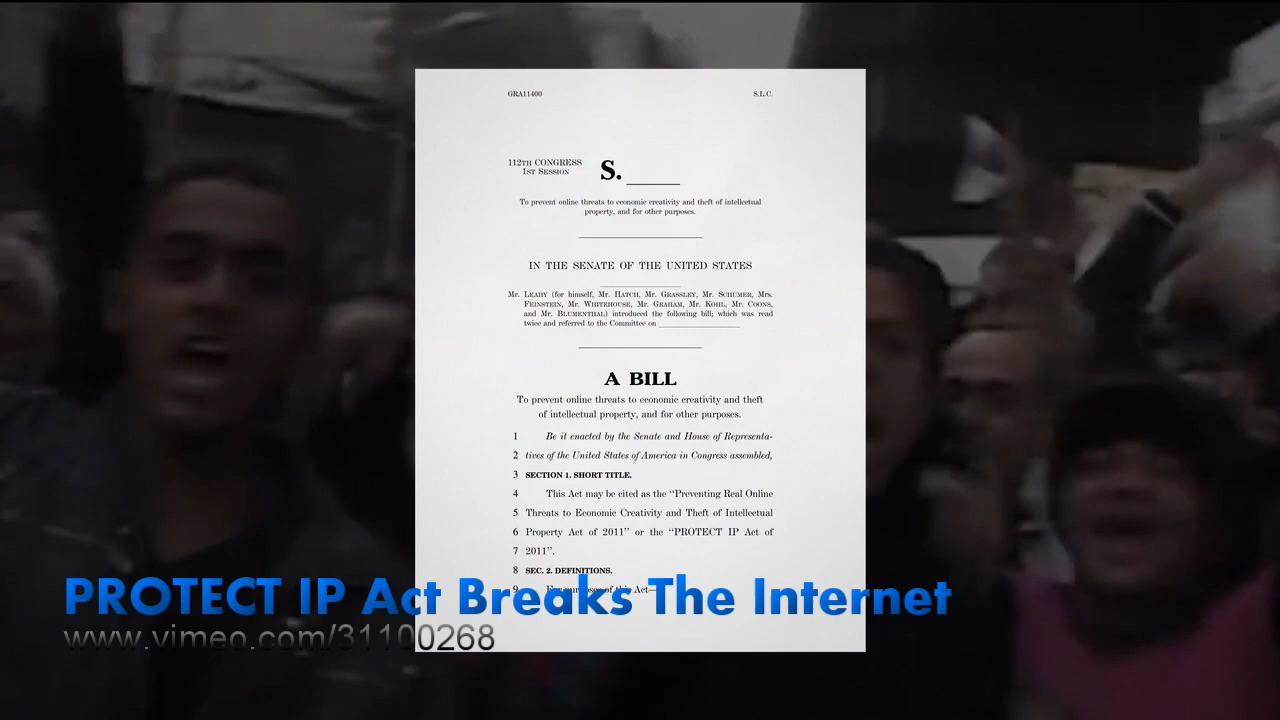 GRA11400 S.L.C.
112TH CONGRESS
1ST SESSION
S.
To prevent online threats to economic creativity and theft of intellectual
property, and for other purposes.
IN THE SENATE OF THE UNITED STATES
Mr. LEAHY (for himself, Mr. HATCH, Mr. GRASSLEY, Mr. SCHUMER, Mrs.
FEINSTEIN, Mr. WHITEHOUSE, Mr. GRAHAM, Mr. KOHL, Mr. COONS,
and Mr. BLUMENTHAL) introduced the following bill; which was read
twice and referred to the Committee on
A BILL
To prevent online threats to economic creativity and theft
of intellectual property, and for other purposes.
1 Be it enacted by the Senate and House of Representa-
2 tives of the United States of America in Congress assembled,
3 SECTION 1. SHORT TITLE.
4 This Act may be cited as the ‘‘Preventing Real Online
5 Threats to Economic Creativity and Theft of Intellectual
6 Property Act of 2011’’ or the ‘‘PROTECT IP Act of
7 2011’’.
8 SEC. 2. DEFINITIONS.
9 For purposes of this Act—
PROTECT IP Act Breaks The Internet
www.vimeo.com/31100268